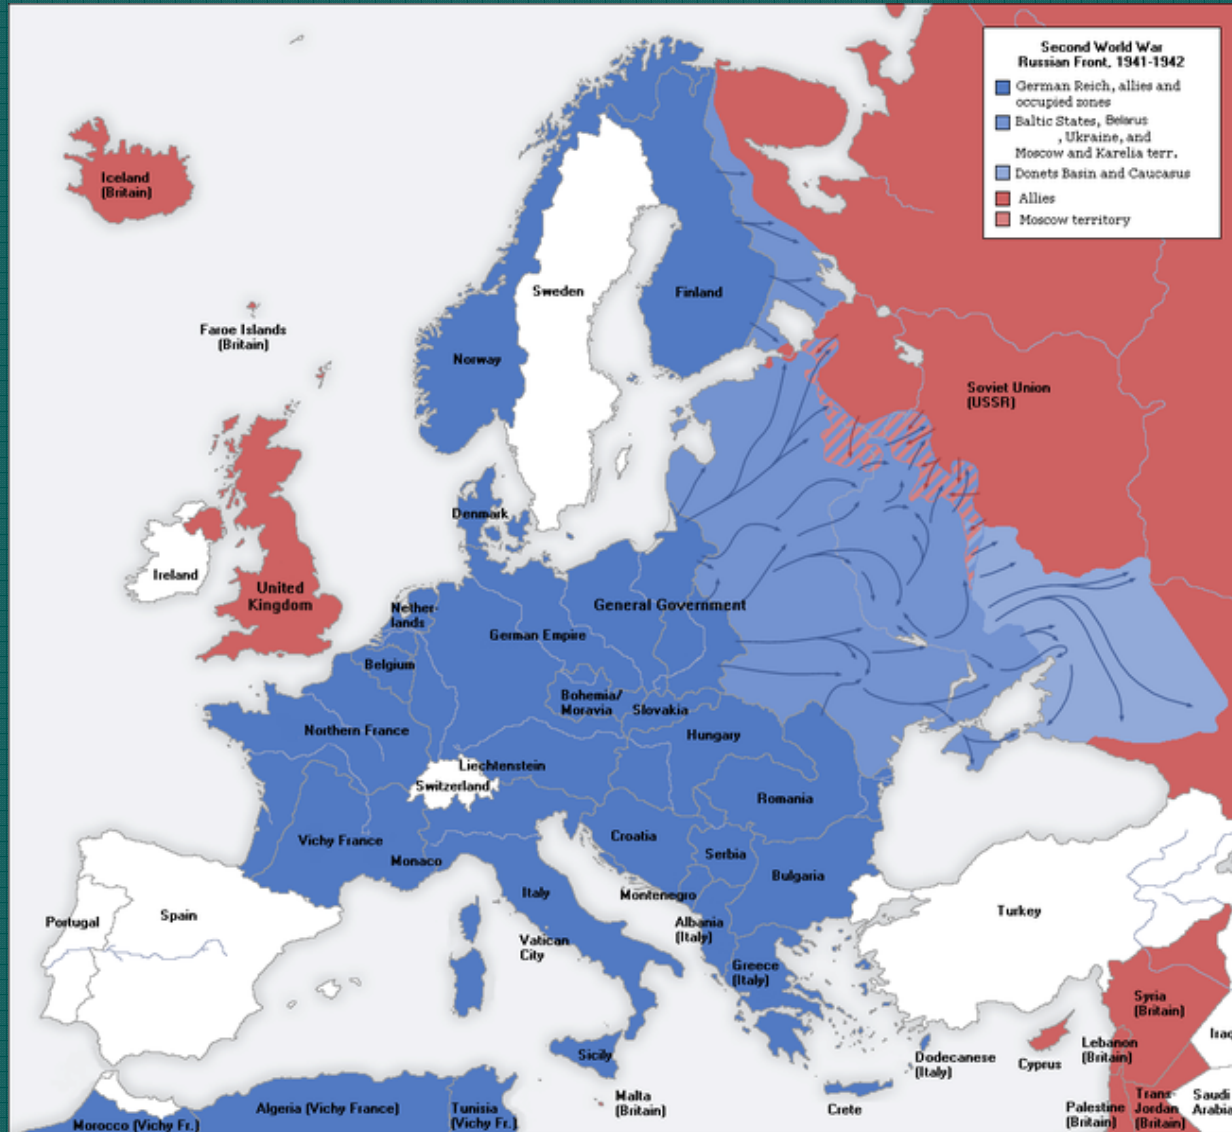 Second World War
Russian Front, 1941-1942
German Reich, allies and
occupied zones
Baltic States, Belarus
, Ukraine, and
Moscow and Karelia terr.
Donets Basin and Caucasus
Allies
Moscow territory
Iceland
(Britain)
Faroe Islands
(Britain)
Sweden
Finland
Norway
Soviet Union
(USSR)
Denmark
Ireland
United
Kingdom
Nether-
lands
General Government
German Empire
Belgium
Bohemia/
Moravia
Slovakia
Northern France
Hungary
Liechtenstein
Switzerland
Romania
Vichy France
Croatia
Monaco
Serbia
Bulgaria
Italy
Montenegro
Portugal
Spain
Turkey
Albania
(Italy)
Vatican
City
Greece
(Italy)
Syria
(Britain)
Iraq
Sicily
Dodecanese
(Italy)
Cyprus
Lebanon
(Britain)
Malta
(Britain)
Crete
Palestine
(Britain)
Trans-
Jordan
(Britain)
Saudi
Arabia
Morocco (Vichy Fr.)
Algeria (Vichy France)
Tunisia
(Vichy Fr.)